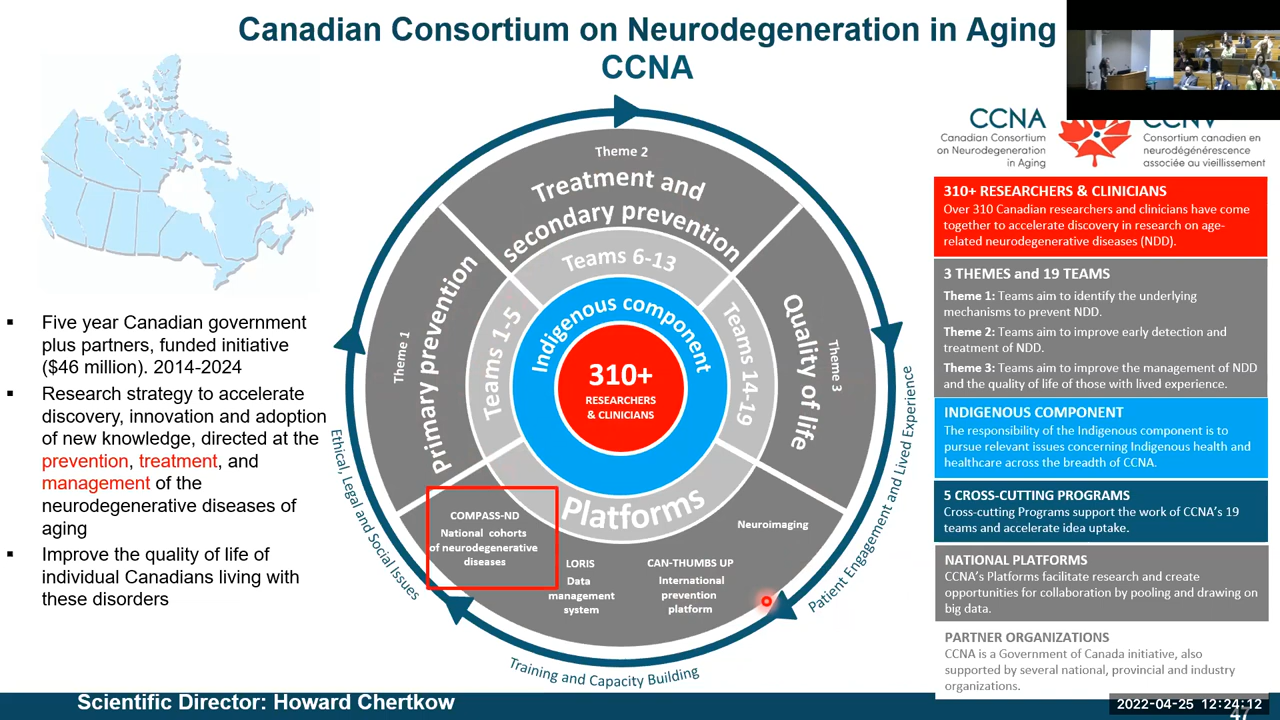 Canadian Consortium on Neurodegeneration in Aging
CCNA
CCNA
Canadian Consortium
on Neurodegeneration
in Aging
CCNV
Consortium canadien en
neurodégénérescence
associée au vieillissement
▪ Five year Canadian government
plus partners, funded initiative
($46 million). 2014-2024
▪ Research strategy to accelerate
discovery, innovation and adoption
of new knowledge, directed at the
prevention, treatment, and
management of the
neurodegenerative diseases of
aging
▪ Improve the quality of life of
individual Canadians living with
these disorders
Theme 1
Primary prevention
Teams 1-5
Theme 2
Treatment and
secondary prevention
Teams 6-13
Theme 3
Quality of life
Teams 14-19
Indigenous component
310+
RESEARCHERS
& CLINICIANS
Platforms
COMPASS-ND
National cohorts
of neurodegenerative
diseases
LORIS
Data
management
system
CAN-THUMBS UP
International
prevention
platform
Neuroimaging
Ethical, Legal and Social Issues
Training and Capacity Building
Patient Engagement and Lived Experience
310+ RESEARCHERS & CLINICIANS
Over 310 Canadian researchers and clinicians have come
together to accelerate discovery in research on age-
related neurodegenerative diseases (NDD).
3 THEMES and 19 TEAMS
Theme 1: Teams aim to identify the underlying
mechanisms to prevent NDD.
Theme 2: Teams aim to improve early detection and
treatment of NDD.
Theme 3: Teams aim to improve the management of NDD
and the quality of life of those with lived experience.
INDIGENOUS COMPONENT
The responsibility of the Indigenous component is to
pursue relevant issues concerning Indigenous health and
healthcare across the breadth of CCNA.
5 CROSS-CUTTING PROGRAMS
Cross-cutting Programs support the work of CCNA's 19
teams and accelerate idea uptake.
NATIONAL PLATFORMS
CCNA's Platforms facilitate research and create
opportunities for collaboration by pooling and drawing on
big data.
PARTNER ORGANIZATIONS
CCNA is a Government of Canada initiative, also
supported by several national, provincial and industry
organizations.
Scientific Director: Howard Chertkow
2022-04-25 12:24:12
47